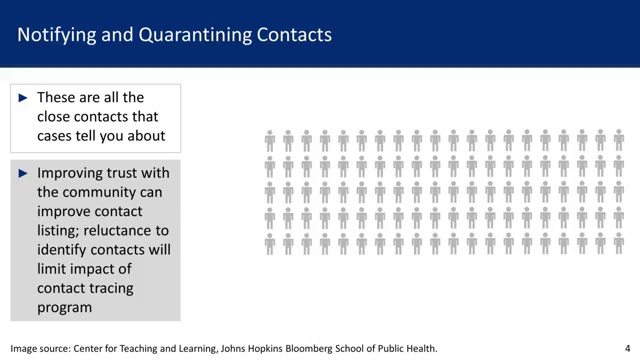 Notifying and Quarantining Contacts
► These are all the
close contacts that
cases tell you about
► Improving trust with
the community can
improve contact
listing; reluctance to
identify contacts will
limit impact of
contact tracing
program
Image source: Center for Teaching and Learning, Johns Hopkins Bloomberg School of Public Health.
4